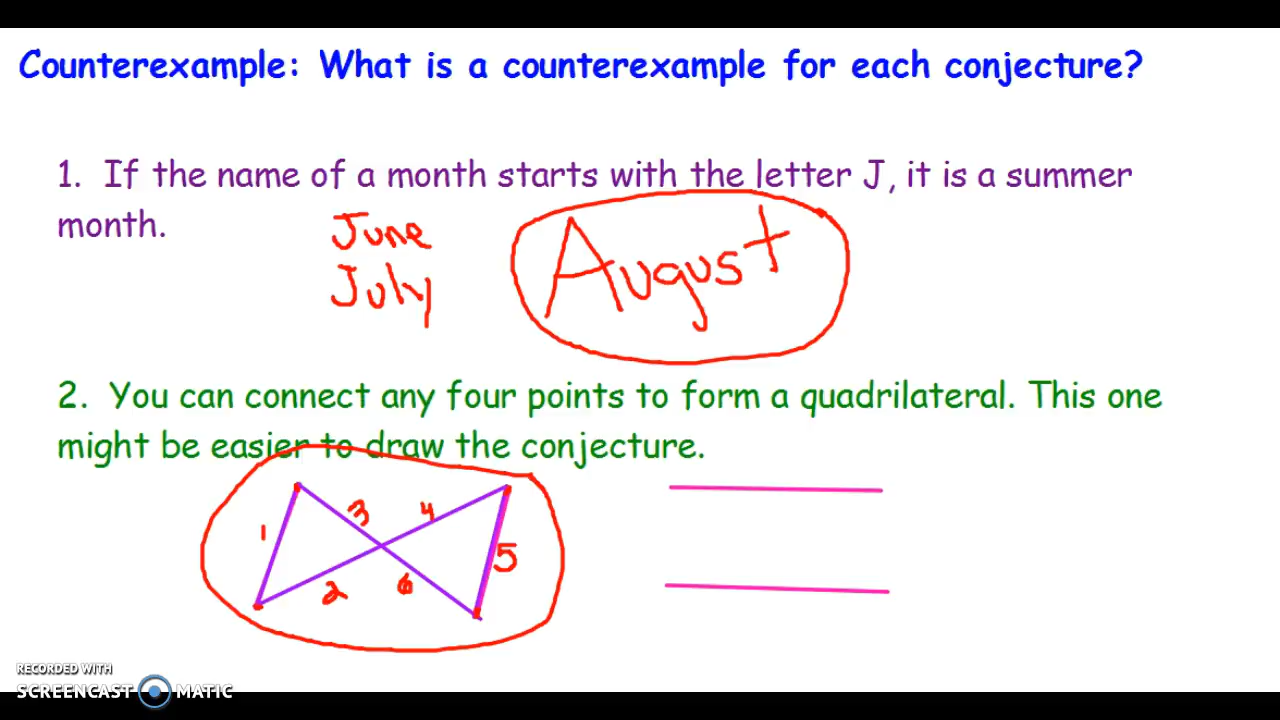 Counterexample: What is a counterexample for each conjecture?
1. If the name of a month starts with the letter J, it is a summer
month.
June
July
August
2. You can connect any four points to form a quadrilateral. This one
might be easier to draw the conjecture.
1
3
4
2
6
5
RECORDED WITH
SCREENCAST MATIC